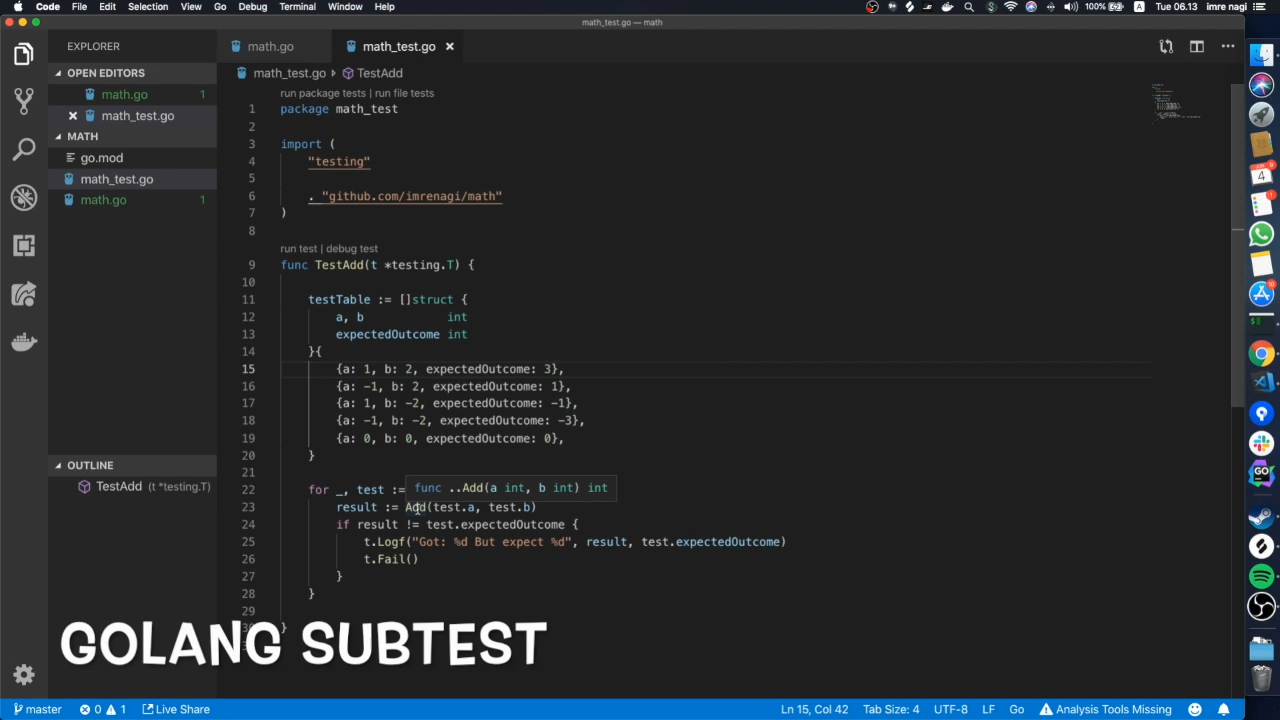 Code File Edit Selection View Go Debug Terminal Window Help 100% Tue 06.13 imre nagi
math_test.go — math
EXPLORER
OPEN EDITORS
math.go 1
math_test.go
MATH
go.mod
math_test.go
math.go 1
OUTLINE
TestAdd (t *testing.T)
math.go math_test.go
math_test.go TestAdd
run package tests | run file tests
1 package math_test
2
3 import (
4 "testing"
5
6 . "github.com/imrenagi/math"
7 )
8
run test | debug test
9 func TestAdd(t *testing.T) {
10
11 testTable := []struct {
12 a, b int
13 expectedOutcome int
14 }{
15 {a: 1, b: 2, expectedOutcome: 3},
16 {a: -1, b: 2, expectedOutcome: 1},
17 {a: 1, b: -2, expectedOutcome: -1},
18 {a: -1, b: -2, expectedOutcome: -3},
19 {a: 0, b: 0, expectedOutcome: 0},
20 }
21
func ..Add(a int, b int) int
22 for _, test :=
23 result := Add(test.a, test.b)
24 if result != test.expectedOutcome {
25 t.Logf("Got: %d But expect %d", result, test.expectedOutcome)
26 t.Fail()
27 }
28 }
29
}
GOLANG SUBTEST
master 0 1 Live Share Ln 15, Col 42 Tab Size: 4 UTF-8 LF Go Analysis Tools Missing